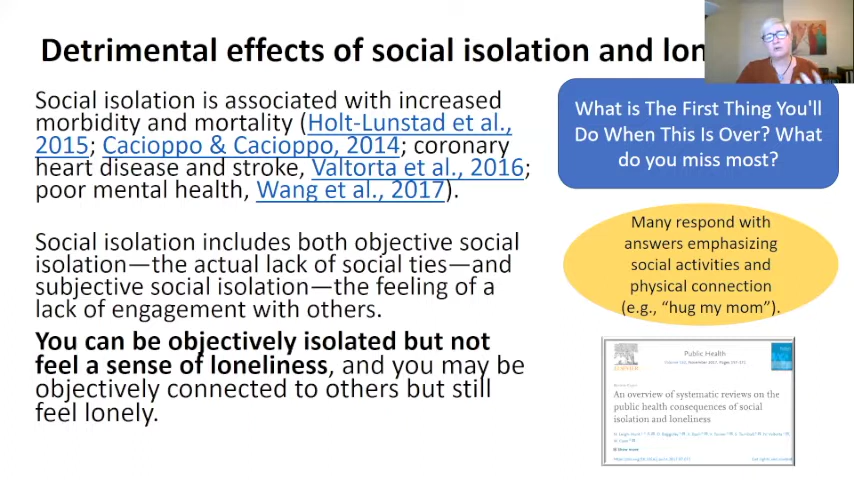 Detrimental effects of social isolation and lon
Social isolation is associated with increased
morbidity and mortality (Holt-Lunstad et al.,
2015; Cacioppo & Cacioppo, 2014; coronary
heart disease and stroke, Valtorta et al., 2016;
poor mental health, Wang et al., 2017).
Social isolation includes both objective social
isolation—the actual lack of social ties—and
subjective social isolation—the feeling of a
lack of engagement with others.
You can be objectively isolated but not
feel a sense of loneliness, and you may be
objectively connected to others but still
feel lonely.
What is The First Thing You'll
Do When This Is Over? What
do you miss most?
Many respond with
answers emphasizing
social activities and
physical connection
(e.g., “hug my mom”).
Public Health
ELSEVIER
An overview of systematic reviews on the
public health consequences of social
isolation and loneliness
Show more